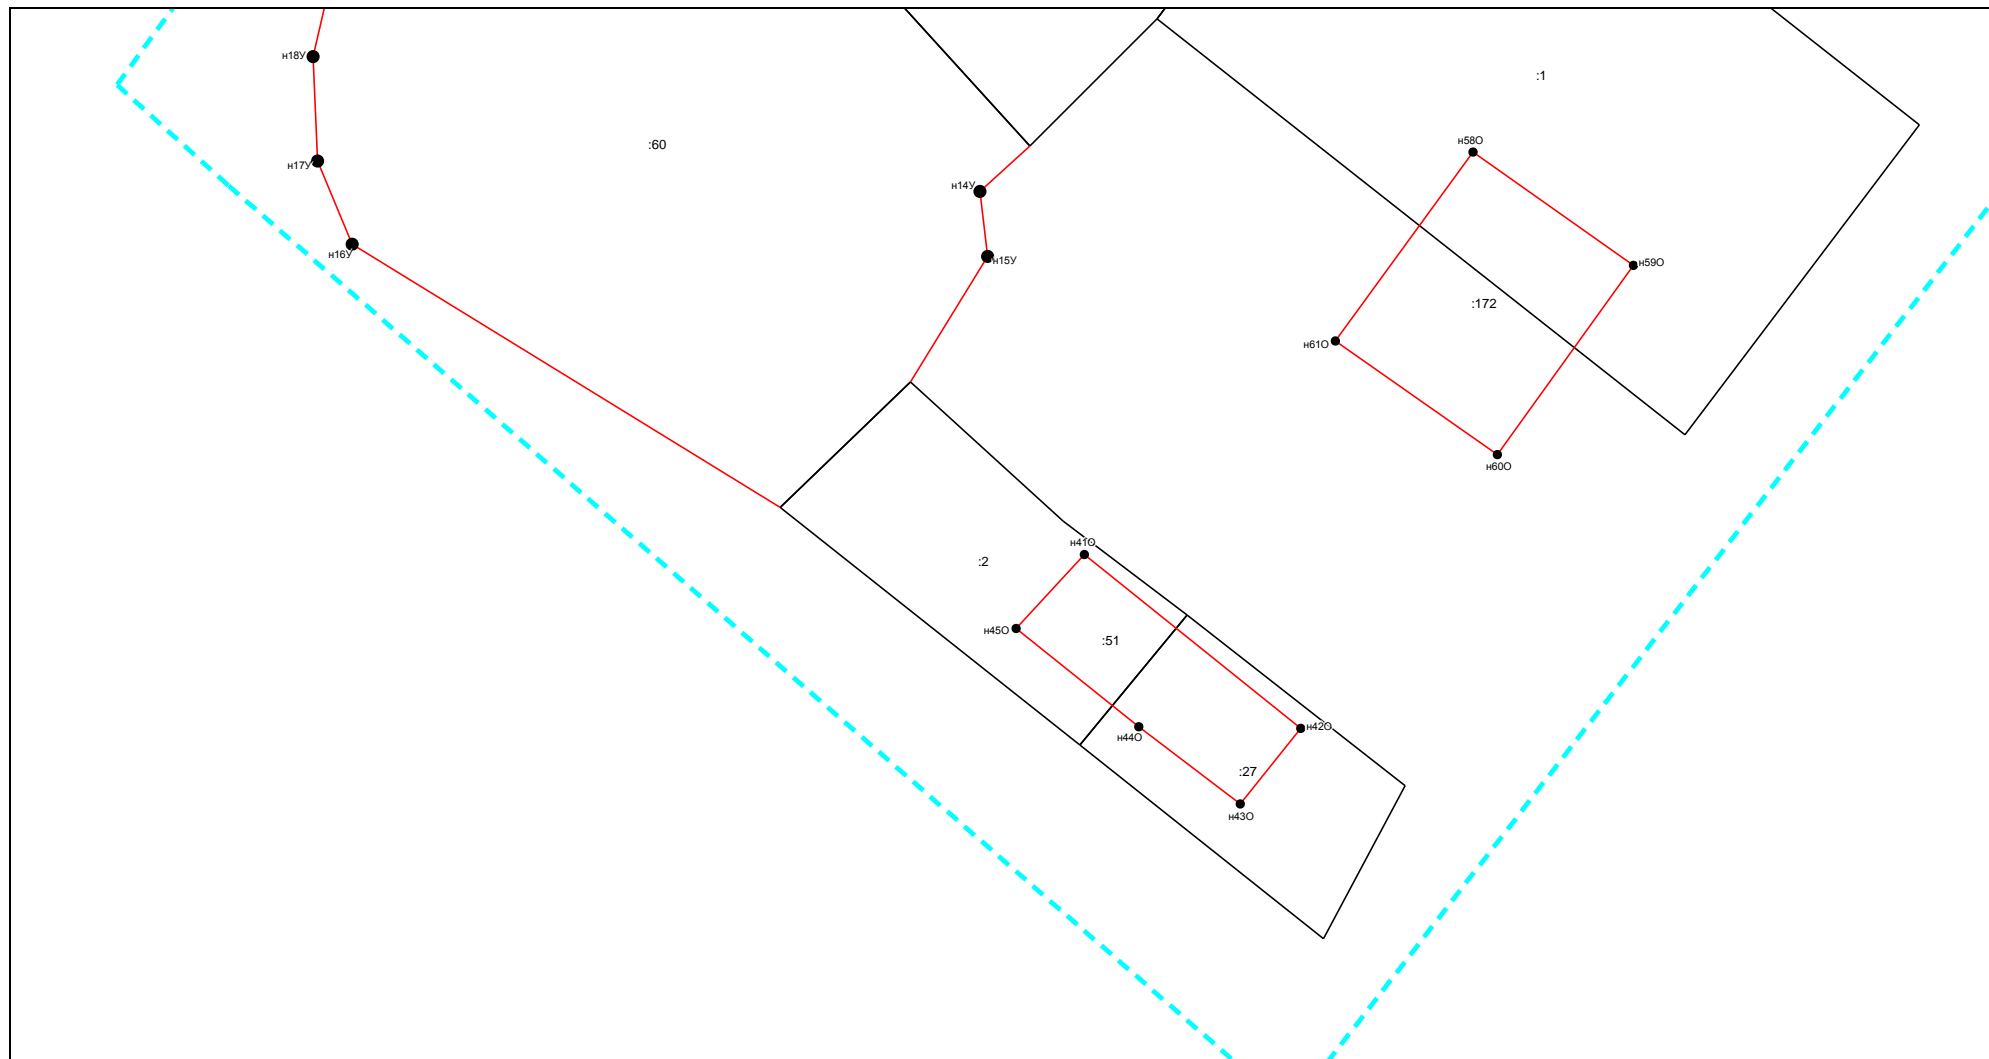 н18У
:1
н58О
:60
н17У
н14У
н16У
н15У
н59О
:172
н61О
н60О
н41О
:2
н45О
:51
н42О
н44О
:27
н43О